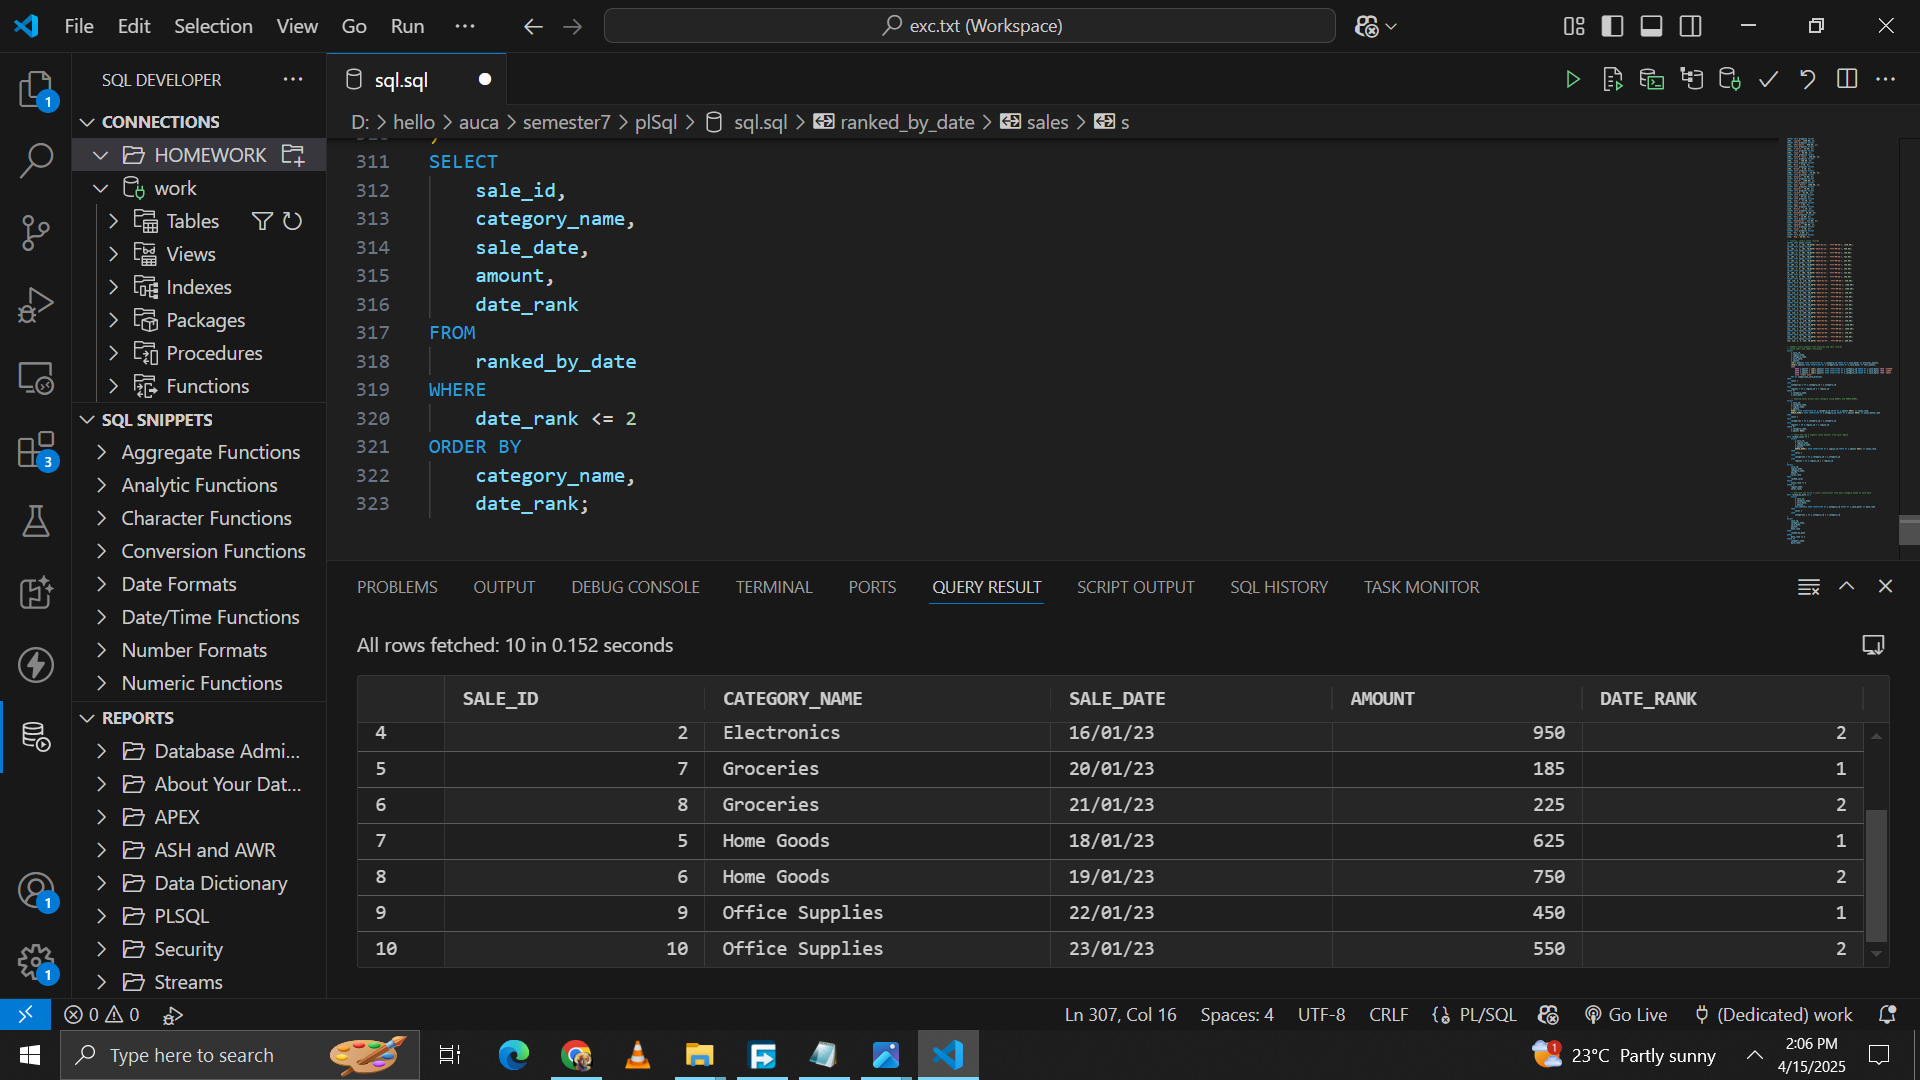 File Edit Selection View Go Run ···
exc.txt (Workspace)
SQL DEVELOPER
CONNECTIONS
HOMEWORK
work
Tables
Views
Indexes
Packages
Procedures
Functions
SQL SNIPPETS
Aggregate Functions
Analytic Functions
Character Functions
Conversion Functions
Date Formats
Date/Time Functions
Number Formats
Numeric Functions
REPORTS
Database Admi...
About Your Dat...
APEX
ASH and AWR
Data Dictionary
PLSQL
Security
Streams
1
3
1
1
sql.sql
D: > hello > auca > semester7 > plSql > sql.sql > ranked_by_date > sales > s
311 SELECT
312 sale_id,
313 category_name,
314 sale_date,
315 amount,
316 date_rank
317 FROM
318 ranked_by_date
319 WHERE
320 date_rank <= 2
321 ORDER BY
322 category_name,
323 date_rank;
PROBLEMS OUTPUT DEBUG CONSOLE TERMINAL PORTS QUERY RESULT SCRIPT OUTPUT SQL HISTORY TASK MONITOR
All rows fetched: 10 in 0.152 seconds
SALE_ID CATEGORY_NAME SALE_DATE AMOUNT DATE_RANK
4 2 Electronics 16/01/23 950 2
5 7 Groceries 20/01/23 185 1
6 8 Groceries 21/01/23 225 2
7 5 Home Goods 18/01/23 625 1
8 6 Home Goods 19/01/23 750 2
9 9 Office Supplies 22/01/23 450 1
10 10 Office Supplies 23/01/23 550 2
0 0 Ln 307, Col 16 Spaces: 4 UTF-8 CRLF PL/SQL Go Live (Dedicated) work
Type here to search
1
23°C Partly sunny
2:06 PM
4/15/2025